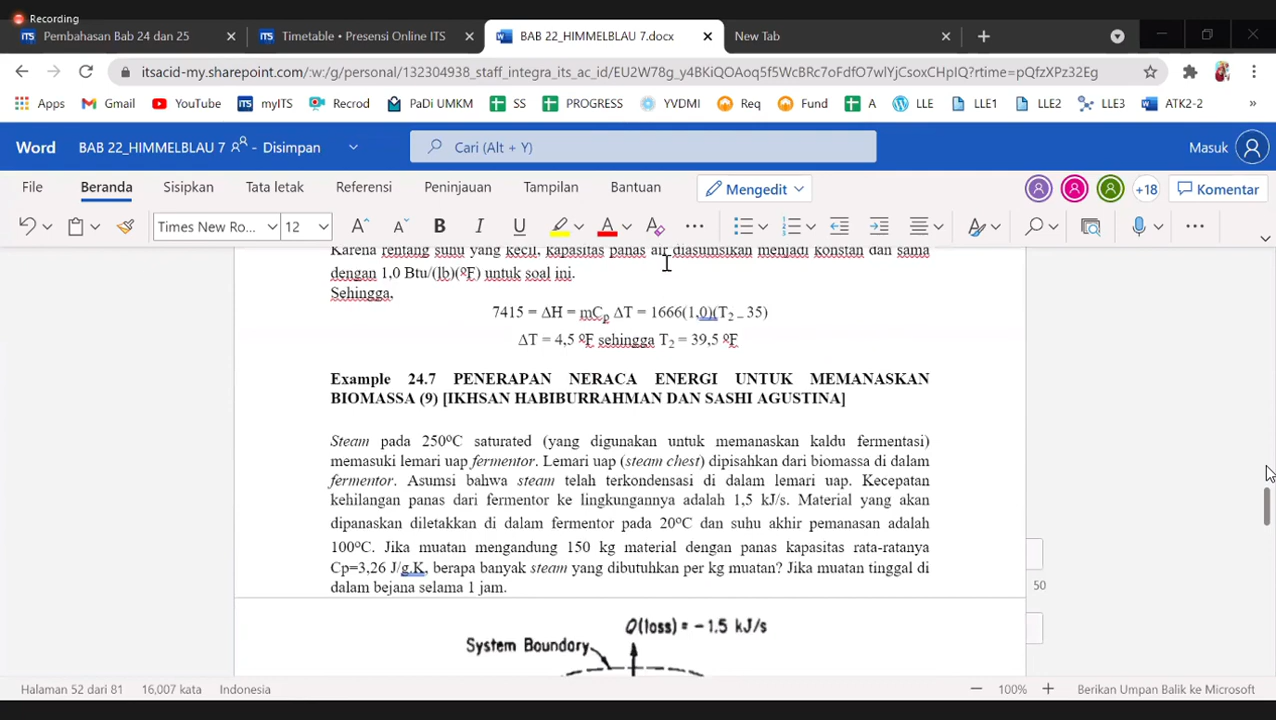 Recording
Pembahasan Bab 24 dan 25
Timetable • Presensi Online ITS
BAB 22_HIMMELBLAU 7.docx
New Tab
itsacid-my.sharepoint.com/:w:/g/personal/132304938_staff_integra_its_ac_id/EU2W78g_y4BKiQOAoq5f5WcBRc7oFdfO7wlYjCsoxCHpIQ?rtime=pQfzXPz32Eg
Apps
Gmail
YouTube
myITS
Recrod
PaDi UMKM
SS
PROGRESS
YVDMI
Req
Fund
A
LLE
LLE1
LLE2
LLE3
ATK2-2
Word
BAB 22_HIMMELBLAU 7 - Disimpan
Cari (Alt + Y)
Masuk
File
Beranda
Sisipkan
Tata letak
Referensi
Peninjauan
Tampilan
Bantuan
Mengedit
+18
Komentar
Times New Ro...
12
Karena rentang suhu yang kecil, kapasitas panas air diasumsikan menjadi konstan dan sama
dengan 1,0 Btu/(lb)(ºF) untuk soal ini.
Sehingga,
7415 = ΔH = mCp ΔT = 1666(1,0)(T2 – 35)
ΔT = 4,5 ºF sehingga T2 = 39,5 ºF
Example 24.7 PENERAPAN NERACA ENERGI UNTUK MEMANASKAN
BIOMASSA (9) [IKHSAN HABIBURRAHMAN DAN SASHI AGUSTINA]
Steam pada 250ºC saturated (yang digunakan untuk memanaskan kaldu fermentasi)
memasuki lemari uap fermentor. Lemari uap (steam chest) dipisahkan dari biomassa di dalam
fermentor. Asumsi bahwa steam telah terkondensasi di dalam lemari uap. Kecepatan
kehilangan panas dari fermentor ke lingkungannya adalah 1,5 kJ/s. Material yang akan
dipanaskan diletakkan di dalam fermentor pada 20ºC dan suhu akhir pemanasan adalah
100ºC. Jika muatan mengandung 150 kg material dengan panas kapasitas rata-ratanya
Cp=3,26 J/g.K, berapa banyak steam yang dibutuhkan per kg muatan? Jika muatan tinggal di
dalam bejana selama 1 jam.
50
Q(loss) = -1.5 kJ/s
System Boundary
Halaman 52 dari 81
16,007 kata
Indonesia
100%
Berikan Umpan Balik ke Microsoft